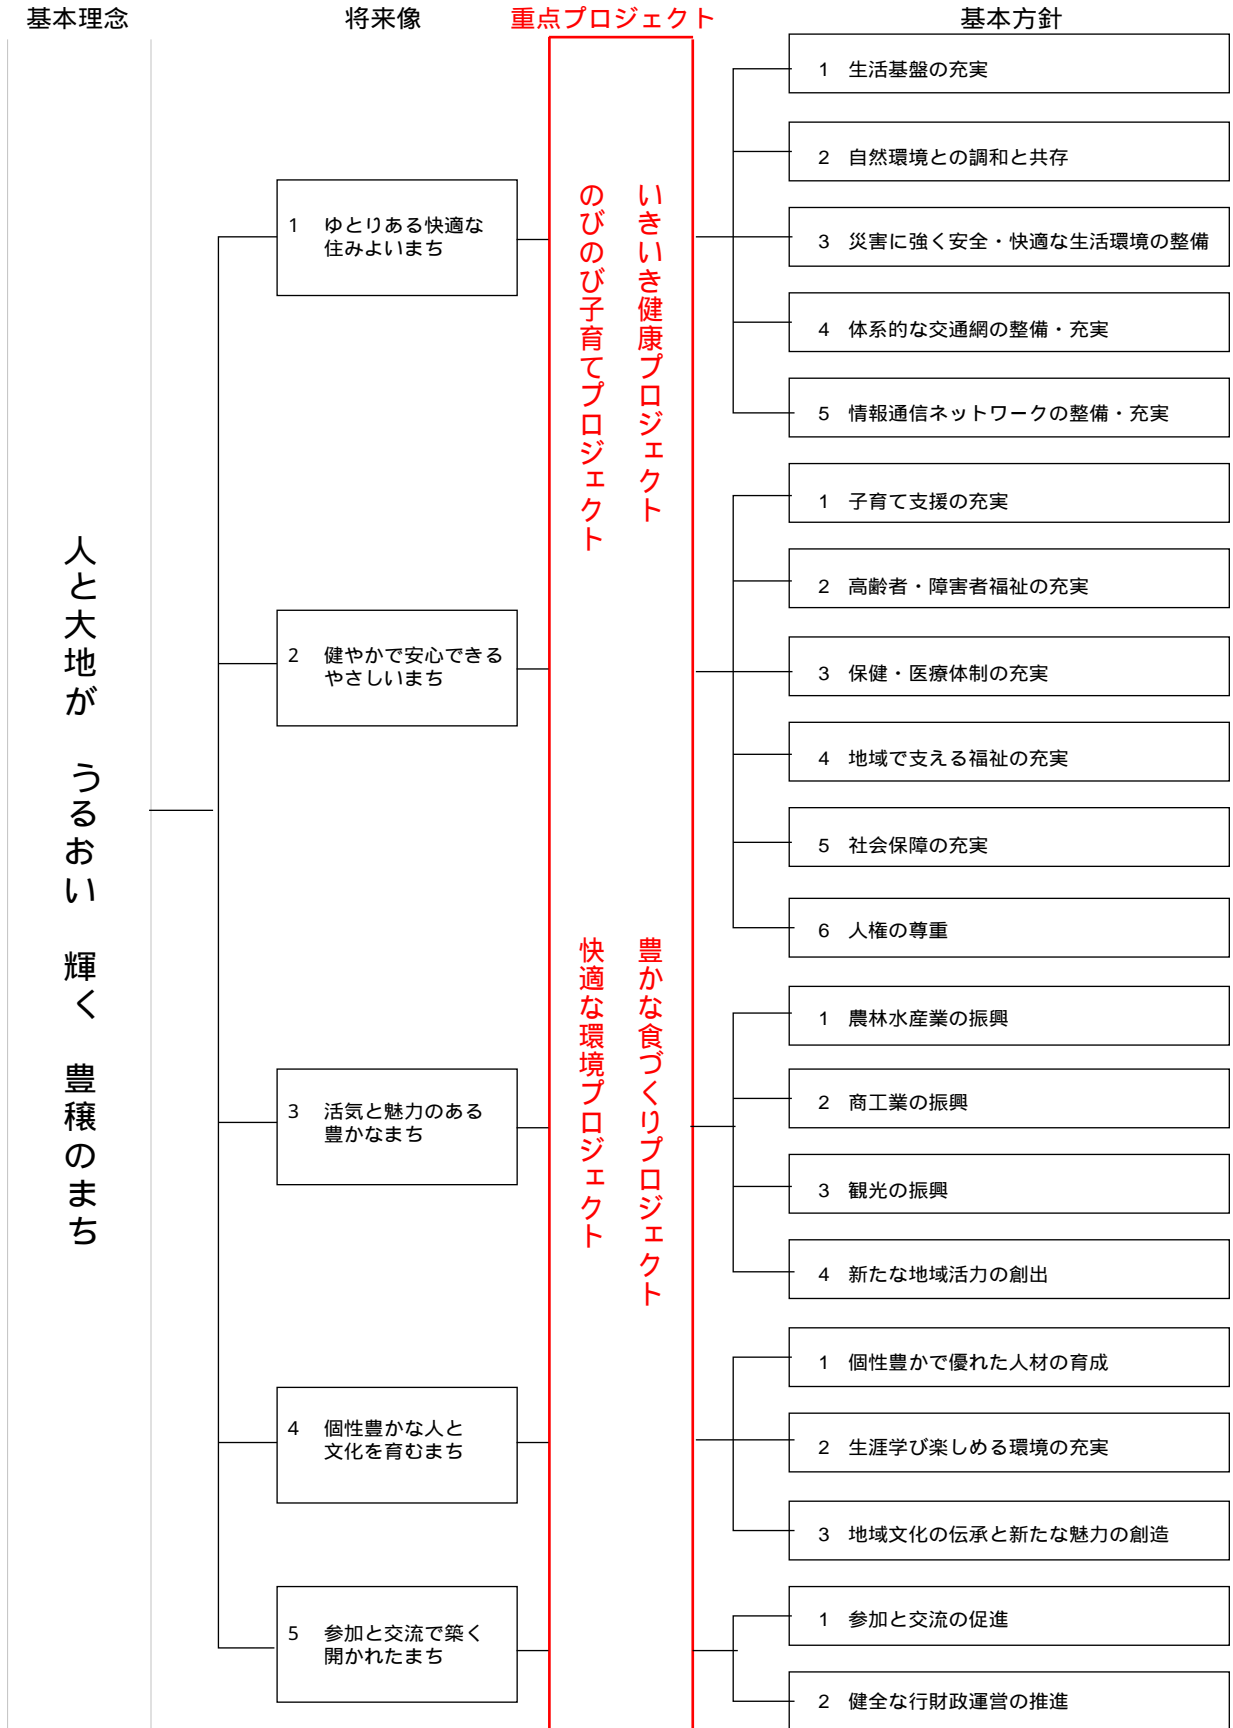 基本理念
将来像
重点プロジェクト
基本方針
人と大地が うるおい 輝く 豊穣のまち
1 ゆとりある快適な
住みよいまち
2 健やかで安心できる
やさしいまち
3 活気と魅力のある
豊かなまち
4 個性豊かな人と
文化を育むまち
5 参加と交流で築く
開かれたまち
いきいき健康プロジェクト
のびのび子育てプロジェクト
豊かな食づくりプロジェクト
快適な環境プロジェクト
1 生活基盤の充実
2 自然環境との調和と共存
3 災害に強く安全・快適な生活環境の整備
4 体系的な交通網の整備・充実
5 情報通信ネットワークの整備・充実
1 子育て支援の充実
2 高齢者・障害者福祉の充実
3 保健・医療体制の充実
4 地域で支える福祉の充実
5 社会保障の充実
6 人権の尊重
1 農林水産業の振興
2 商工業の振興
3 観光の振興
4 新たな地域活力の創出
1 個性豊かで優れた人材の育成
2 生涯学び楽しめる環境の充実
3 地域文化の伝承と新たな魅力の創造
1 参加と交流の促進
2 健全な行財政運営の推進